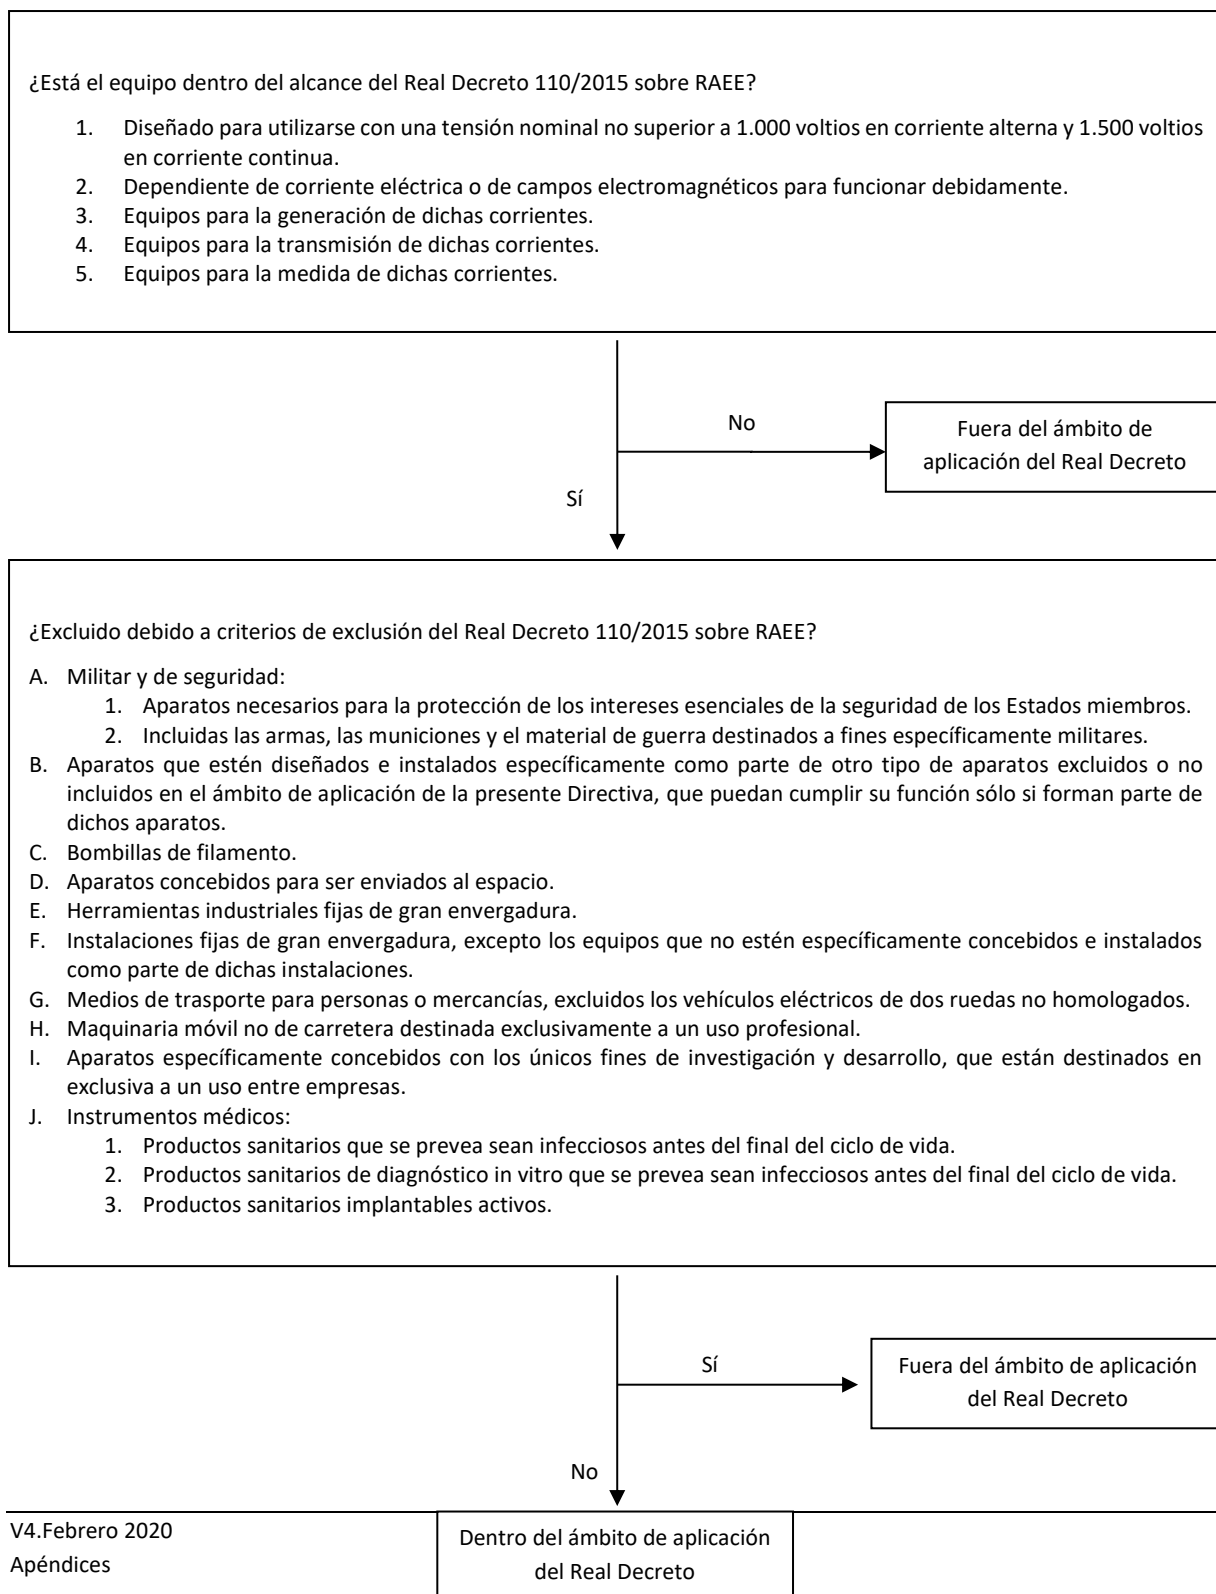 ¿Está el equipo dentro del alcance del Real Decreto 110/2015 sobre RAEE?
1. Diseñado para utilizarse con una tensión nominal no superior a 1.000 voltios en corriente alterna y 1.500 voltios
en corriente continua.
2. Dependiente de corriente eléctrica o de campos electromagnéticos para funcionar debidamente.
3. Equipos para la generación de dichas corrientes.
4. Equipos para la transmisión de dichas corrientes.
5. Equipos para la medida de dichas corrientes.
No
Fuera del ámbito de
aplicación del Real Decreto
Sí
¿Excluido debido a criterios de exclusión del Real Decreto 110/2015 sobre RAEE?
A. Militar y de seguridad:
1. Aparatos necesarios para la protección de los intereses esenciales de la seguridad de los Estados miembros.
2. Incluidas las armas, las municiones y el material de guerra destinados a fines específicamente militares.
B. Aparatos que estén diseñados e instalados específicamente como parte de otro tipo de aparatos excluidos o no
incluidos en el ámbito de aplicación de la presente Directiva, que puedan cumplir su función sólo si forman parte de
dichos aparatos.
C. Bombillas de filamento.
D. Aparatos concebidos para ser enviados al espacio.
E. Herramientas industriales fijas de gran envergadura.
F. Instalaciones fijas de gran envergadura, excepto los equipos que no estén específicamente concebidos e instalados
como parte de dichas instalaciones.
G. Medios de trasporte para personas o mercancías, excluidos los vehículos eléctricos de dos ruedas no homologados.
H. Maquinaria móvil no de carretera destinada exclusivamente a un uso profesional.
I. Aparatos específicamente concebidos con los únicos fines de investigación y desarrollo, que están destinados en
exclusiva a un uso entre empresas.
J. Instrumentos médicos:
1. Productos sanitarios que se prevea sean infecciosos antes del final del ciclo de vida.
2. Productos sanitarios de diagnóstico in vitro que se prevea sean infecciosos antes del final del ciclo de vida.
3. Productos sanitarios implantables activos.
Sí
Fuera del ámbito de aplicación
del Real Decreto
No
V4.Febrero 2020
Apéndices
Dentro del ámbito de aplicación
del Real Decreto